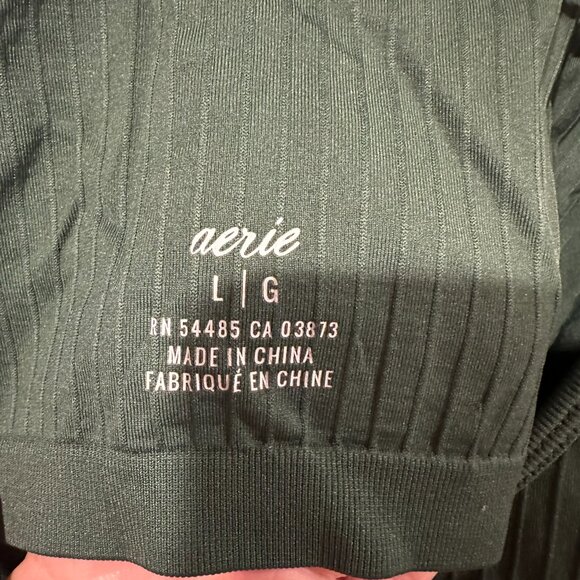 aerie
L | G
RN 54485 CA 03873
MADE IN CHINA
FABRIQUÉ EN CHINE